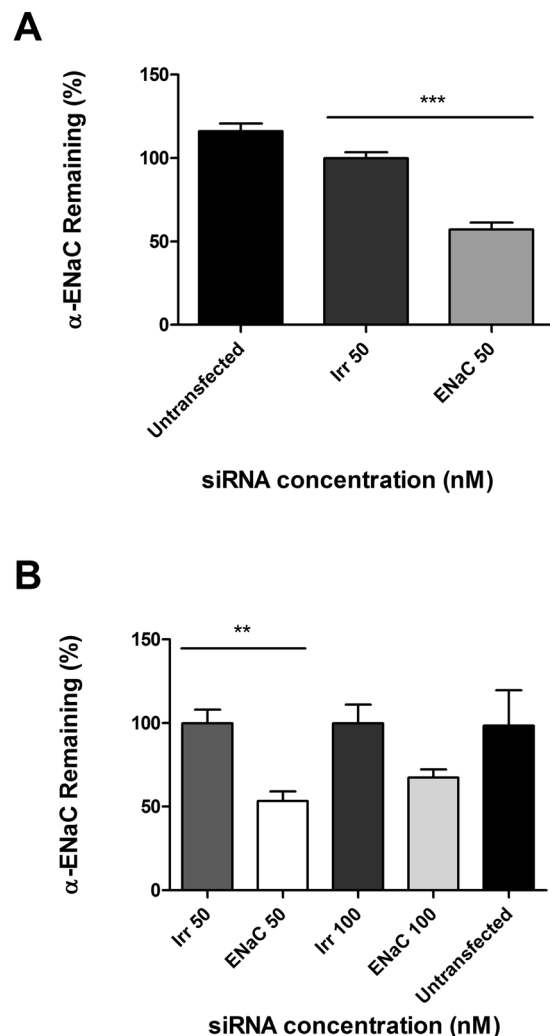 A
α-ENaC Remaining (%)
150
100
50
0
***
Untransfected
Irr 50
ENaC 50
siRNA concentration (nM)
B
α-ENaC Remaining (%)
150
100
50
0
**
Irr 50
ENaC 50
Irr 100
ENaC 100
Untransfected
siRNA concentration (nM)